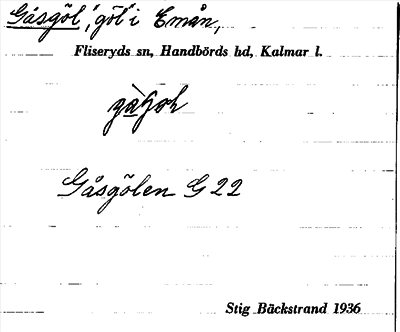 Gåsgöl, 'göl' i Emån,
Fliseryds sn, Handbörds hd, Kalmar l.
Gåsgölen G 22
Stig Bäckstrand 1936